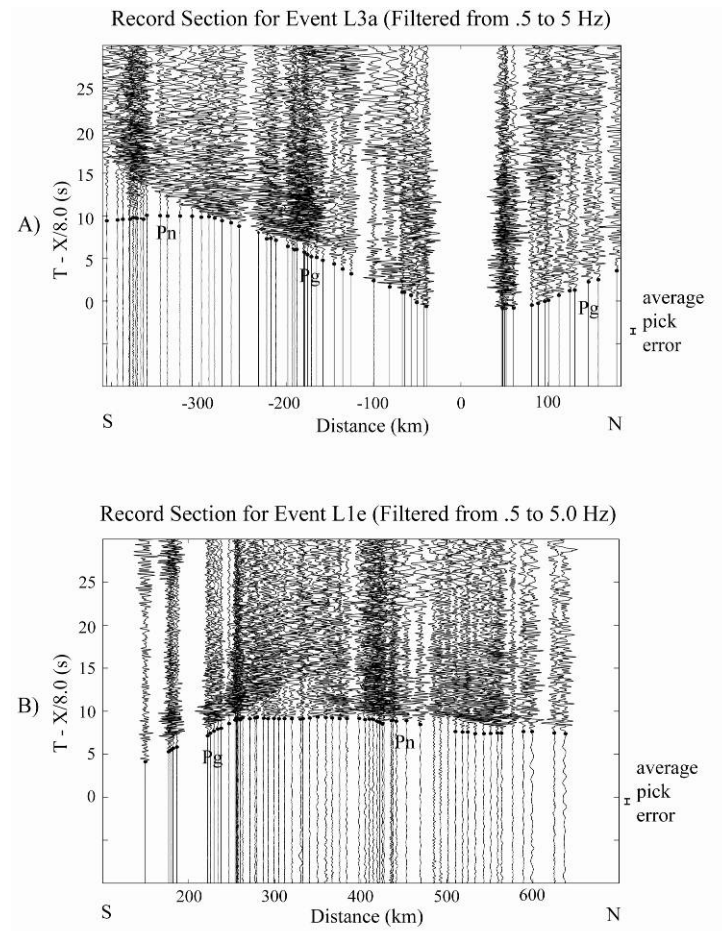 Record Section for Event L3a (Filtered from .5 to 5 Hz)
25
20
15
10
5
0
T - X/8.0 (s)
A)
Pn
Pg
Pg
average
pick
error
-300
-200
-100
0
100
S
Distance (km)
N
Record Section for Event L1e (Filtered from .5 to 5.0 Hz)
25
20
15
10
5
0
T - X/8.0 (s)
B)
Pg
Pn
average
pick
error
200
300
400
500
600
S
Distance (km)
N